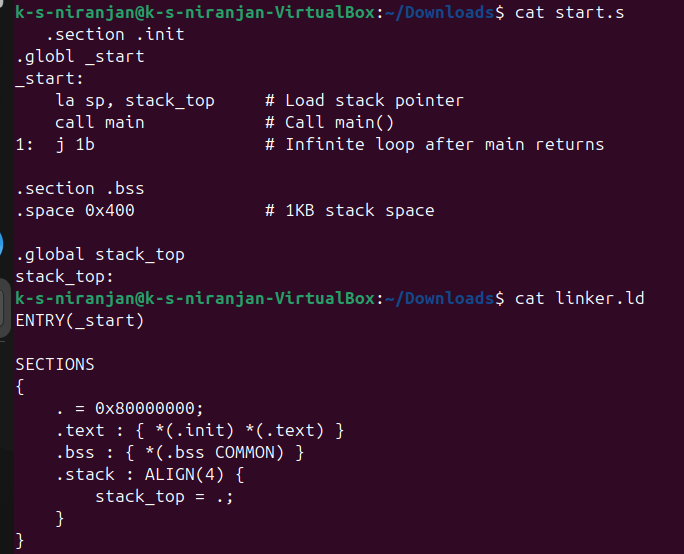 k-s-niranjan@k-s-niranjan-VirtualBox:~/Downloads$ cat start.s
   .section .init
.globl _start
_start:
    la sp, stack_top     # Load stack pointer
    call main            # Call main()
1:  j 1b                 # Infinite loop after main returns

.section .bss
.space 0x400             # 1KB stack space

.global stack_top
stack_top:
k-s-niranjan@k-s-niranjan-VirtualBox:~/Downloads$ cat linker.ld
ENTRY(_start)

SECTIONS
{
    . = 0x80000000;
    .text : { *(.init) *(.text) }
    .bss : { *(.bss COMMON) }
    .stack : ALIGN(4) {
        stack_top = .;
    }
}